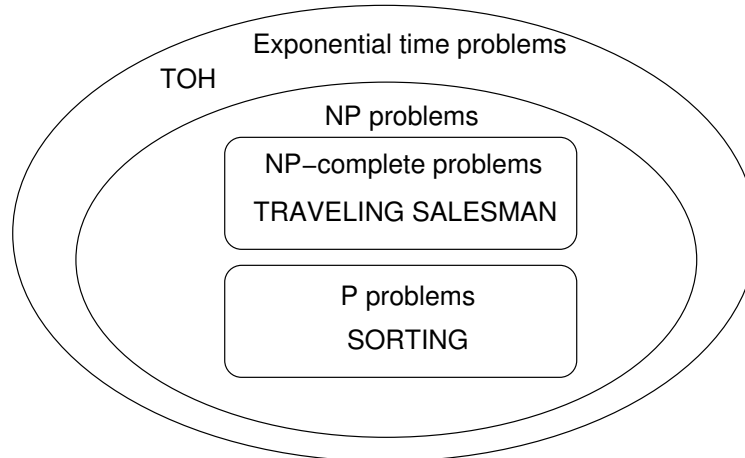 Exponential time problems
TOH
NP problems
NP−complete problems
TRAVELING SALESMAN
P problems
SORTING